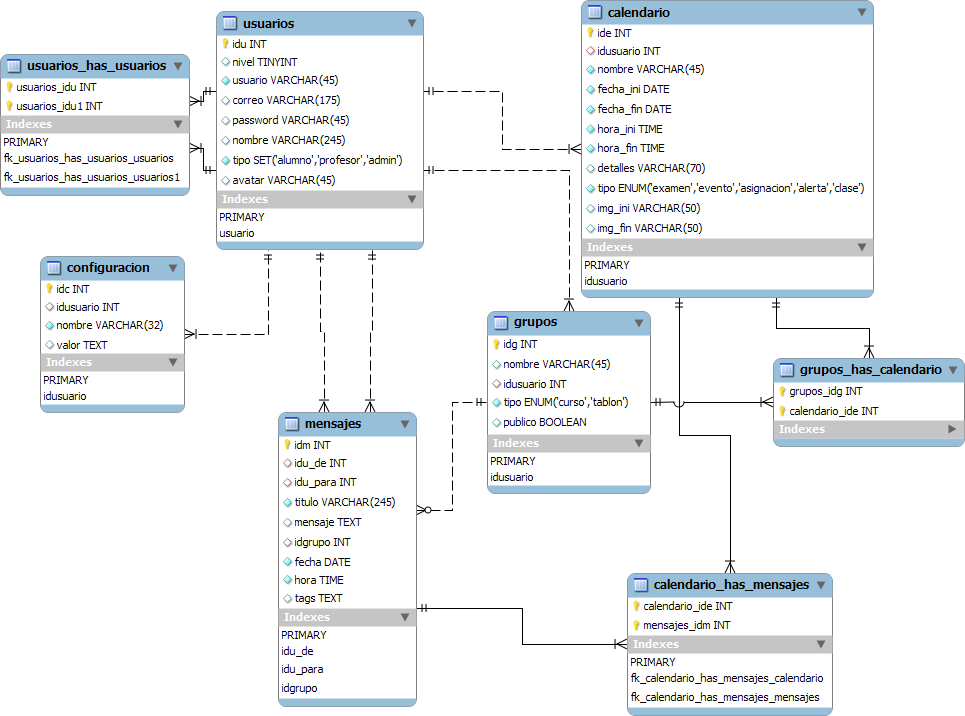 usuarios
idu INT
nivel TINYINT
usuario VARCHAR(45)
correo VARCHAR(175)
password VARCHAR(45)
nombre VARCHAR(245)
tipo SET('alumno','profesor','admin')
avatar VARCHAR(45)
Indexes
PRIMARY
usuario
calendario
ide INT
idusuario INT
nombre VARCHAR(45)
fecha_ini DATE
fecha_fin DATE
hora_ini TIME
hora_fin TIME
detalles VARCHAR(70)
tipo ENUM('examen','evento','asignacion','alerta','clase')
img_ini VARCHAR(50)
img_fin VARCHAR(50)
Indexes
PRIMARY
idusuario
usuarios_has_usuarios
usuarios_idu INT
usuarios_idu1 INT
Indexes
PRIMARY
fk_usuarios_has_usuarios_usuarios
fk_usuarios_has_usuarios_usuarios1
configuracion
idc INT
idusuario INT
nombre VARCHAR(32)
valor TEXT
Indexes
PRIMARY
idusuario
grupos
idg INT
nombre VARCHAR(45)
idusuario INT
tipo ENUM('curso','tablon')
publico BOOLEAN
Indexes
PRIMARY
idusuario
grupos_has_calendario
grupos_idg INT
calendario_ide INT
Indexes
mensajes
idm INT
idu_de INT
idu_para INT
titulo VARCHAR(245)
mensaje TEXT
idgrupo INT
fecha DATE
hora TIME
tags TEXT
Indexes
PRIMARY
idu_de
idu_para
idgrupo
calendario_has_mensajes
calendario_ide INT
mensajes_idm INT
Indexes
PRIMARY
fk_calendario_has_mensajes_calendario
fk_calendario_has_mensajes_mensajes